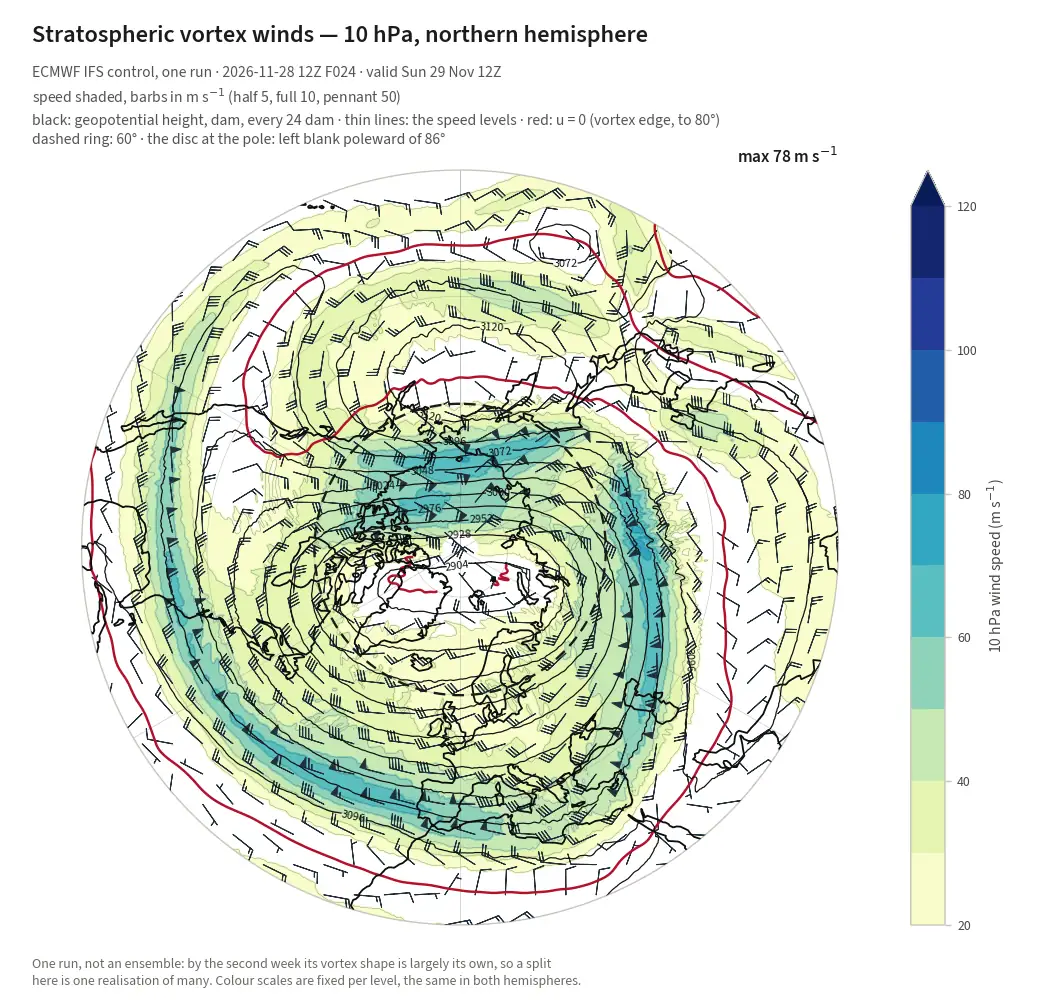 Stratospheric vortex winds — 10 hPa, northern hemisphere
ECMWF IFS control, one run · 2026-11-28 12Z F024 · valid Sun 29 Nov 12Z
speed shaded, barbs in m s⁻¹ (half 5, full 10, pennant 50)
black: geopotential height, dam, every 24 dam · thin lines: the speed levels · red: u = 0 (vortex edge, to 80°)
dashed ring: 60° · the disc at the pole: left blank poleward of 86°
max 78 m s⁻¹
120
100
80
60
40
20
10 hPa wind speed (m s⁻¹)
3072
3120
3096
3072
2976
2952
2928
2904
3096
One run, not an ensemble: by the second week its vortex shape is largely its own, so a split
here is one realisation of many. Colour scales are fixed per level, the same in both hemispheres.